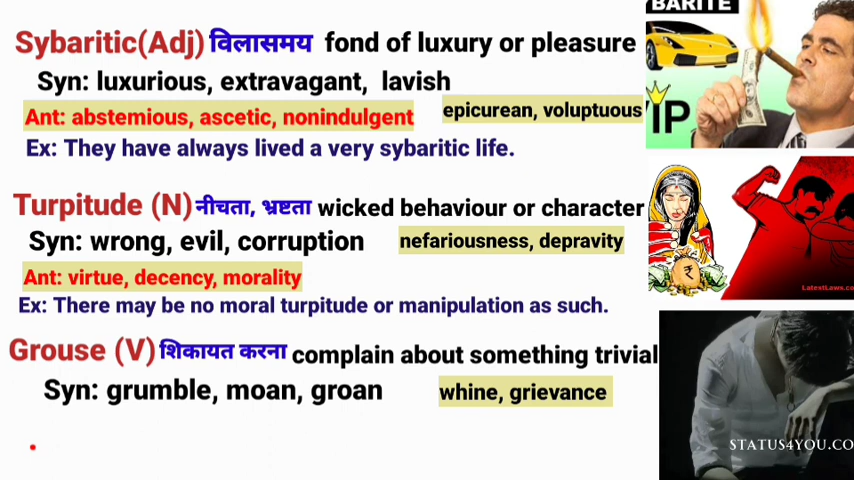 BARITE
Sybaritic(Adj) विलासमय fond of luxury or pleasure
Syn: luxurious, extravagant, lavish
Ant: abstemious, ascetic, nonindulgent epicurean, voluptuous
VIP
Ex: They have always lived a very sybaritic life.
Turpitude (N) नीचता, भ्रष्टता wicked behaviour or character
Syn: wrong, evil, corruption nefariousness, depravity
Ant: virtue, decency, morality
₹
LatestLaws.co
Ex: There may be no moral turpitude or manipulation as such.
Grouse (V) शिकायत करना complain about something trivial
Syn: grumble, moan, groan whine, grievance
STATUS4YOU.CO